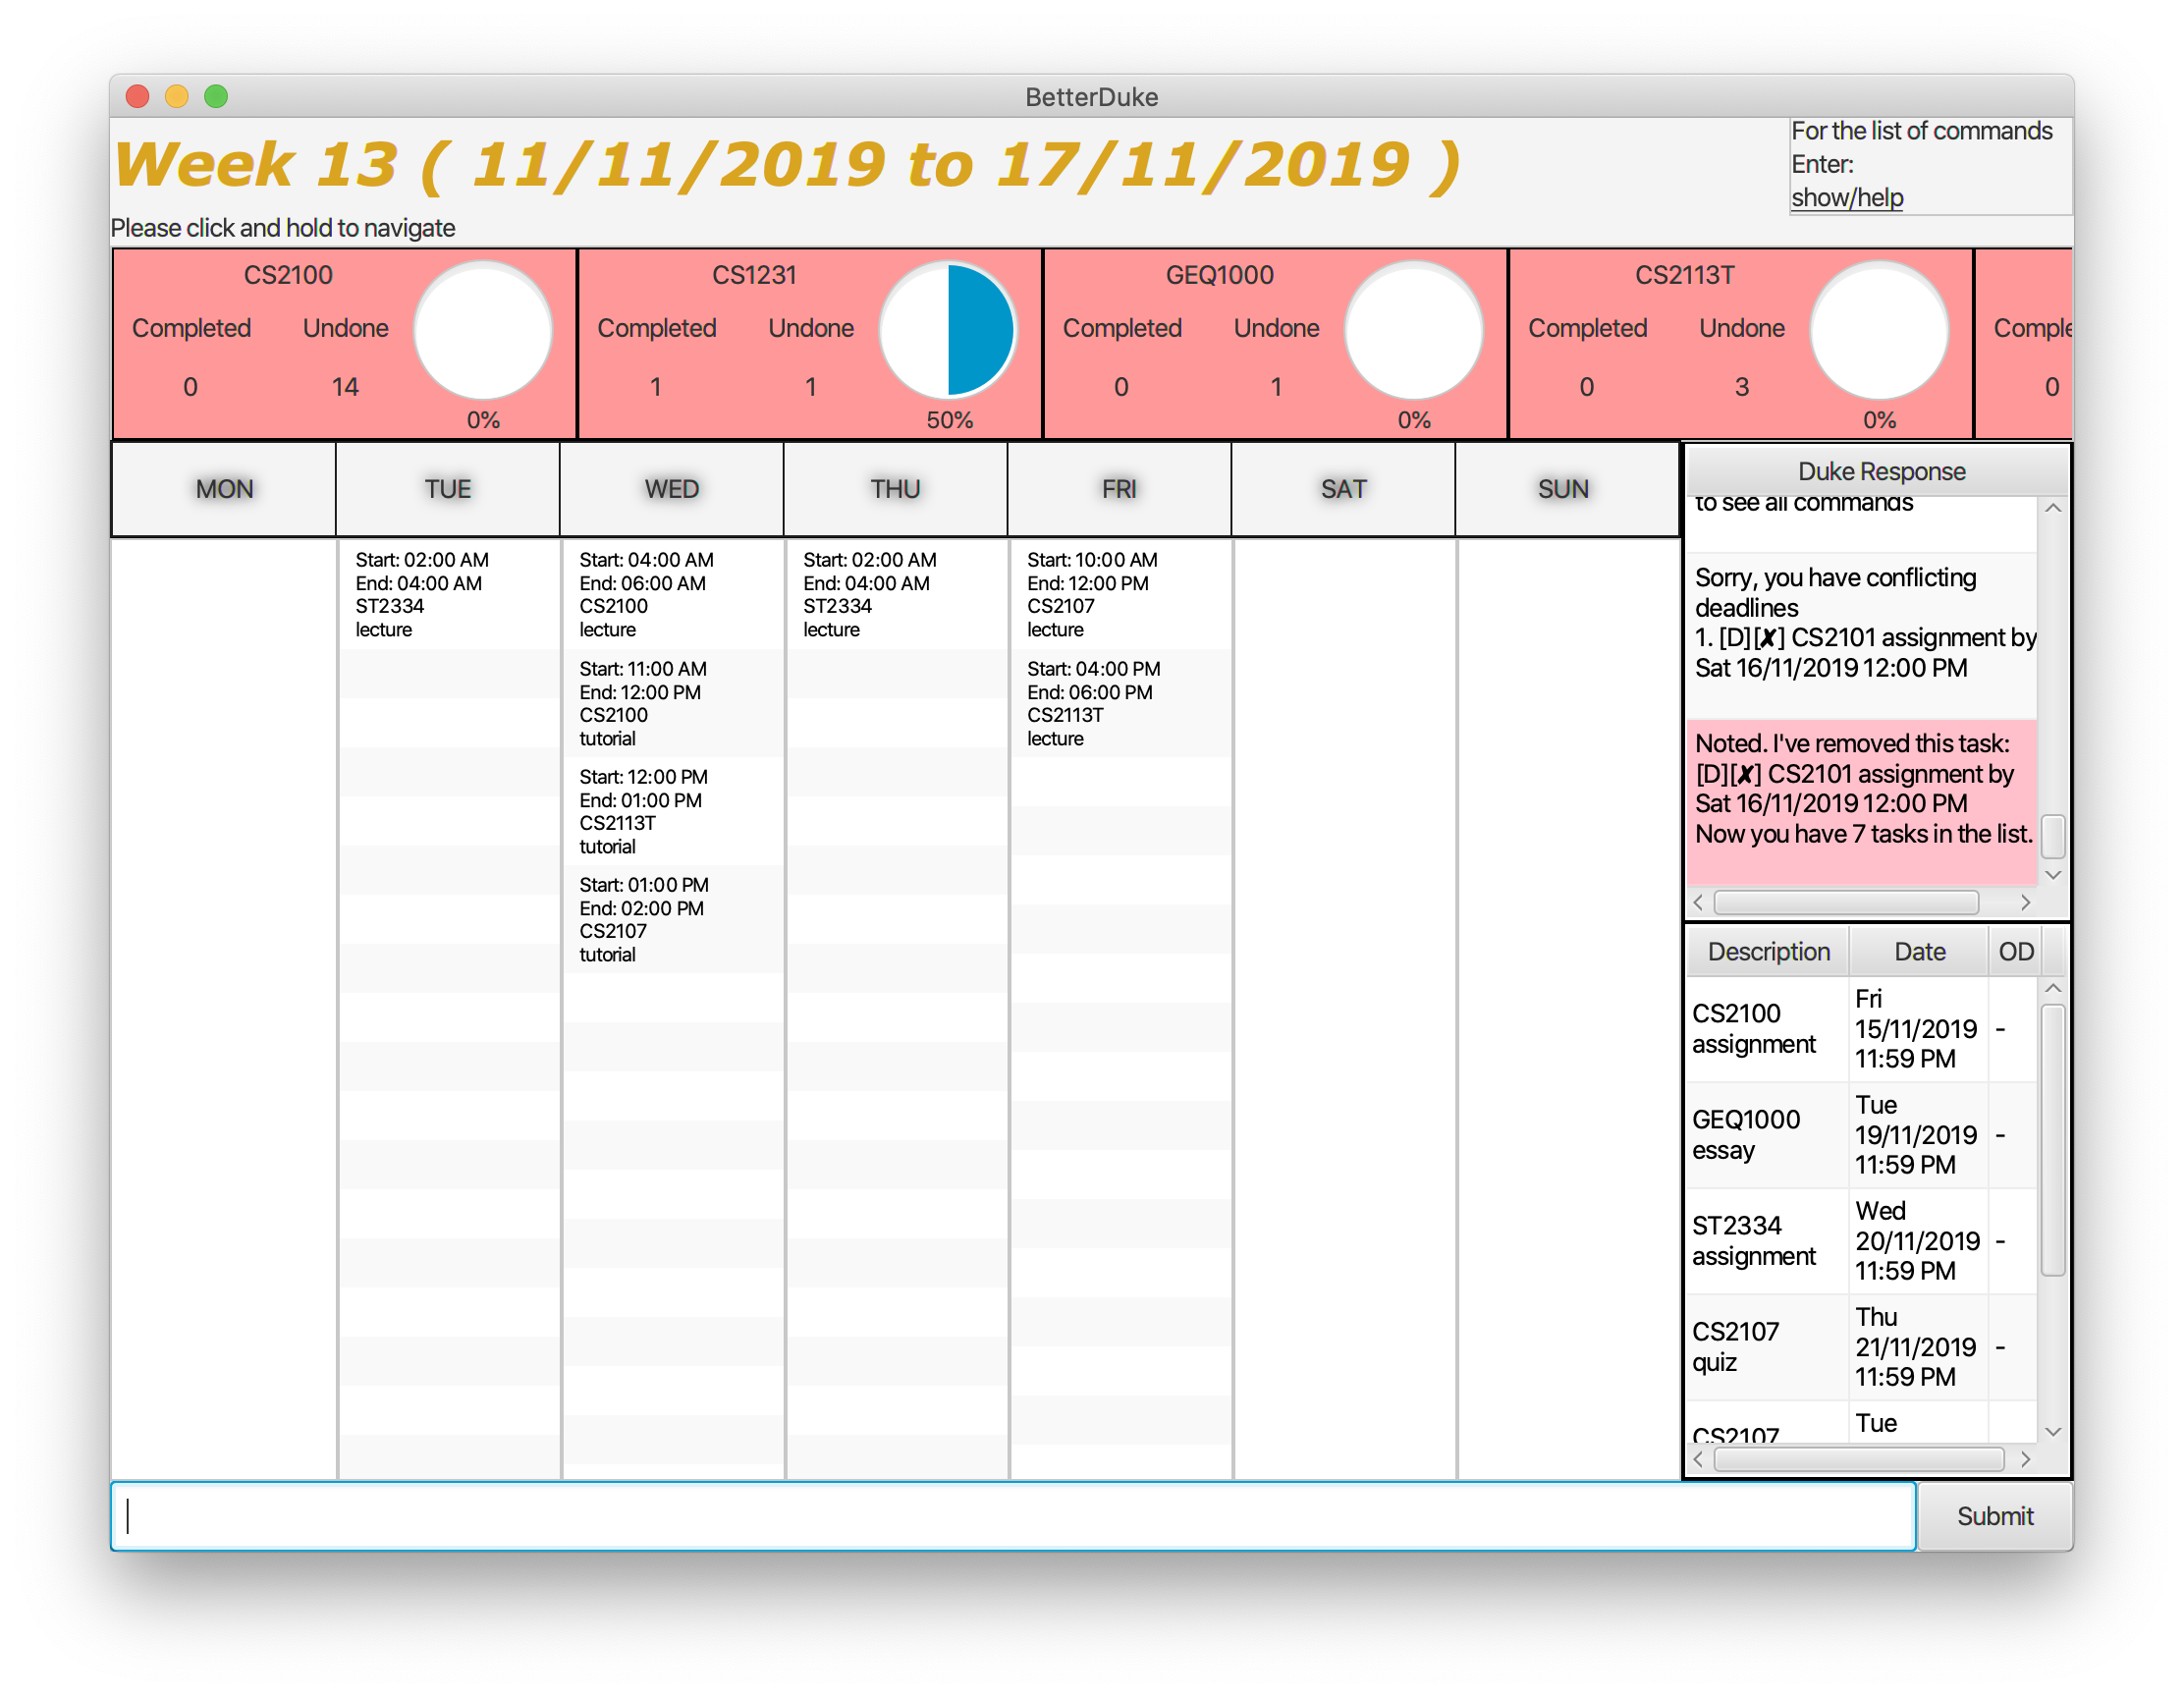 BetterDuke
Week 13 ( 11/11/2019 to 17/11/2019 )
For the list of commands
Enter:
show/help
Please click and hold to navigate
CS2100
Completed Undone
0 14
0%
CS1231
Completed Undone
1 1
50%
GEQ1000
Completed Undone
0 1
0%
CS2113T
Completed Undone
0 3
0%
Comple
0
MON TUE WED THU FRI SAT SUN
Start: 02:00 AM
End: 04:00 AM
ST2334
lecture
Start: 04:00 AM
End: 06:00 AM
CS2100
lecture
Start: 11:00 AM
End: 12:00 PM
CS2100
tutorial
Start: 12:00 PM
End: 01:00 PM
CS2113T
tutorial
Start: 01:00 PM
End: 02:00 PM
CS2107
tutorial
Start: 02:00 AM
End: 04:00 AM
ST2334
lecture
Start: 10:00 AM
End: 12:00 PM
CS2107
lecture
Start: 04:00 PM
End: 06:00 PM
CS2113T
lecture
Duke Response
to see all commands
Sorry, you have conflicting
deadlines
1. [D][✗] CS2101 assignment by
Sat 16/11/2019 12:00 PM
Noted. I've removed this task:
[D][✗] CS2101 assignment by
Sat 16/11/2019 12:00 PM
Now you have 7 tasks in the list.
Description Date OD
CS2100
assignment
Fri
15/11/2019
11:59 PM
-
GEQ1000
essay
Tue
19/11/2019
11:59 PM
-
ST2334
assignment
Wed
20/11/2019
11:59 PM
-
CS2107
quiz
Thu
21/11/2019
11:59 PM
-
CS2107
Tue
Submit